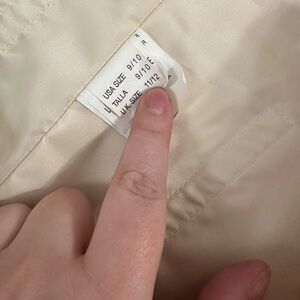 R
USA SIZE 9/10
TALLA 9/10 E
U.K. SIZE 11/12